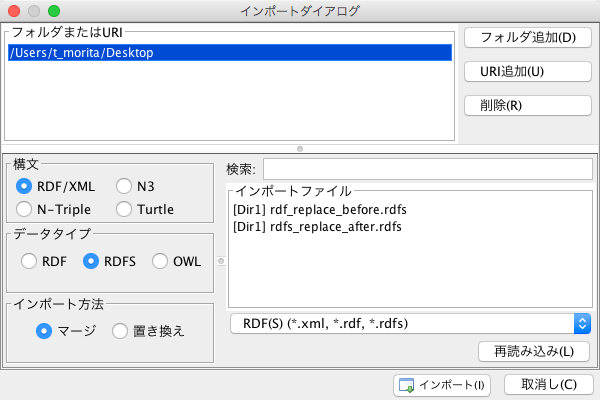 インポートダイアログ
フォルダまたはURI
/Users/t_morita/Desktop
フォルダ追加(D)
URI追加(U)
削除(R)
構文
RDF/XML
N3
N-Triple
Turtle
データタイプ
RDF
RDFS
OWL
インポート方法
マージ
置き換え
検索:
インポートファイル
[Dir1] rdf_replace_before.rdfs
[Dir1] rdfs_replace_after.rdfs
RDF(S) (*.xml, *.rdf, *.rdfs)
再読み込み(L)
インポート(I)
取消し(C)